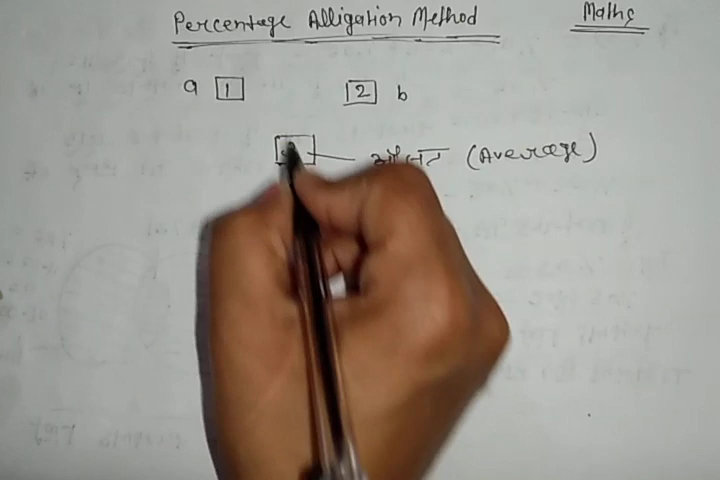 Percentage Alligation Method Maths
a 1 2 b
औसत (Average)